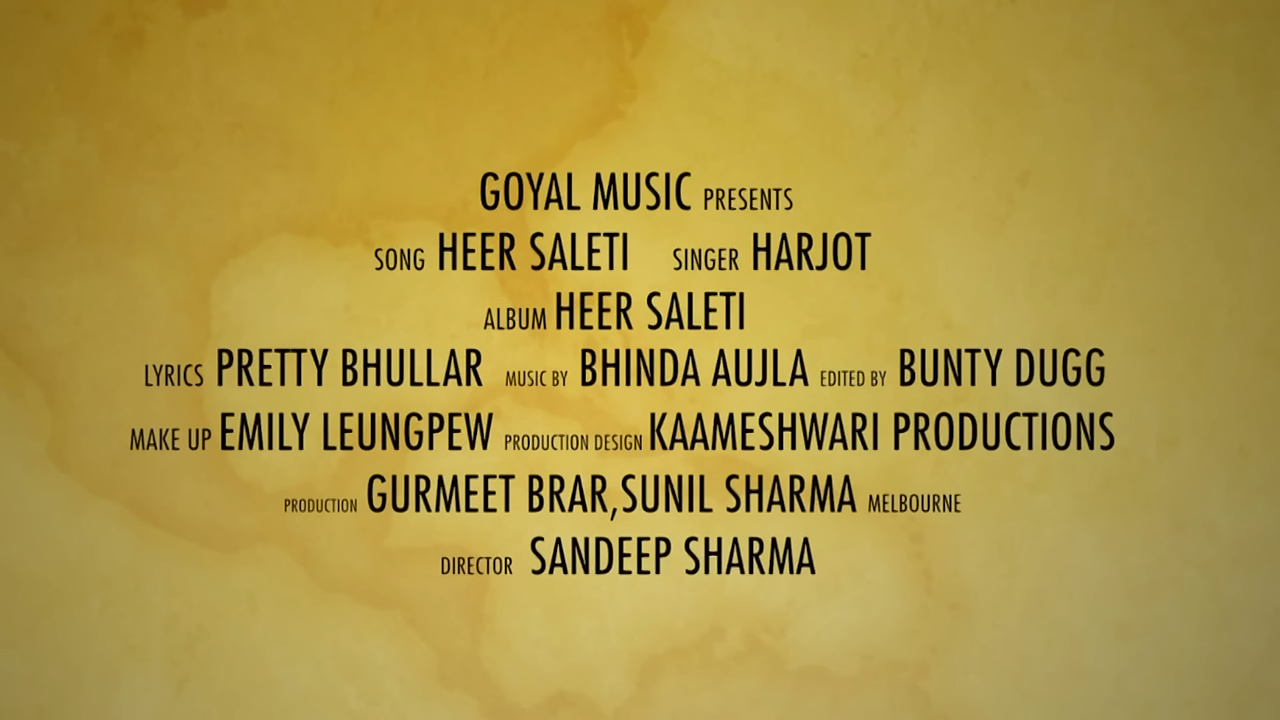 GOYAL MUSIC PRESENTS
SONG HEER SALETI SINGER HARJOT
ALBUM HEER SALETI
LYRICS PRETTY BHULLAR MUSIC BY BHINDA AUJLA EDITED BY BUNTY DUGG
MAKE UP EMILY LEUNGPEW PRODUCTION DESIGN KAAMESHWARI PRODUCTIONS
PRODUCTION GURMEET BRAR,SUNIL SHARMA MELBOURNE
DIRECTOR SANDEEP SHARMA